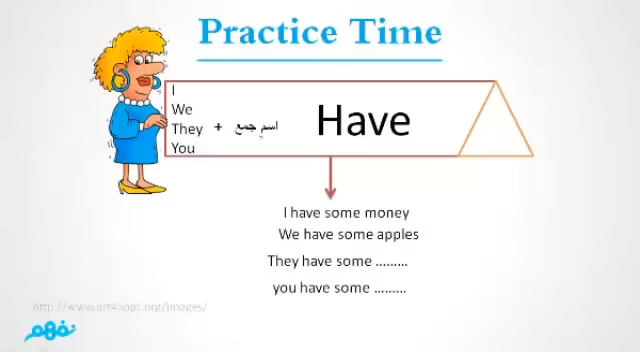 Practice Time
I
We
They + اسم جمع Have
You
I have some money
We have some apples
They have some .........
you have some .........
http://www.art4apps.org/images/
نفهم